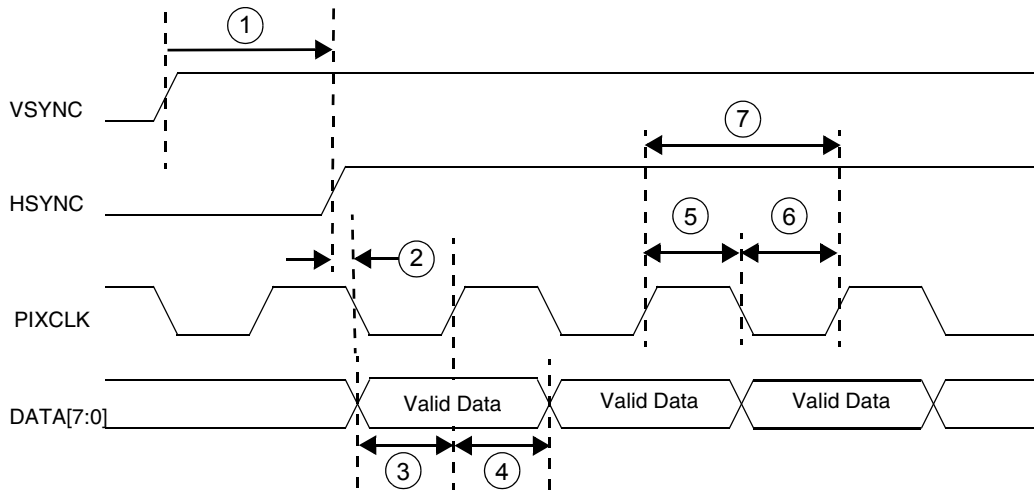 1
VSYNC
7
HSYNC
5
6
2
PIXCLK
DATA[7:0]
Valid Data
Valid Data
Valid Data
3
4